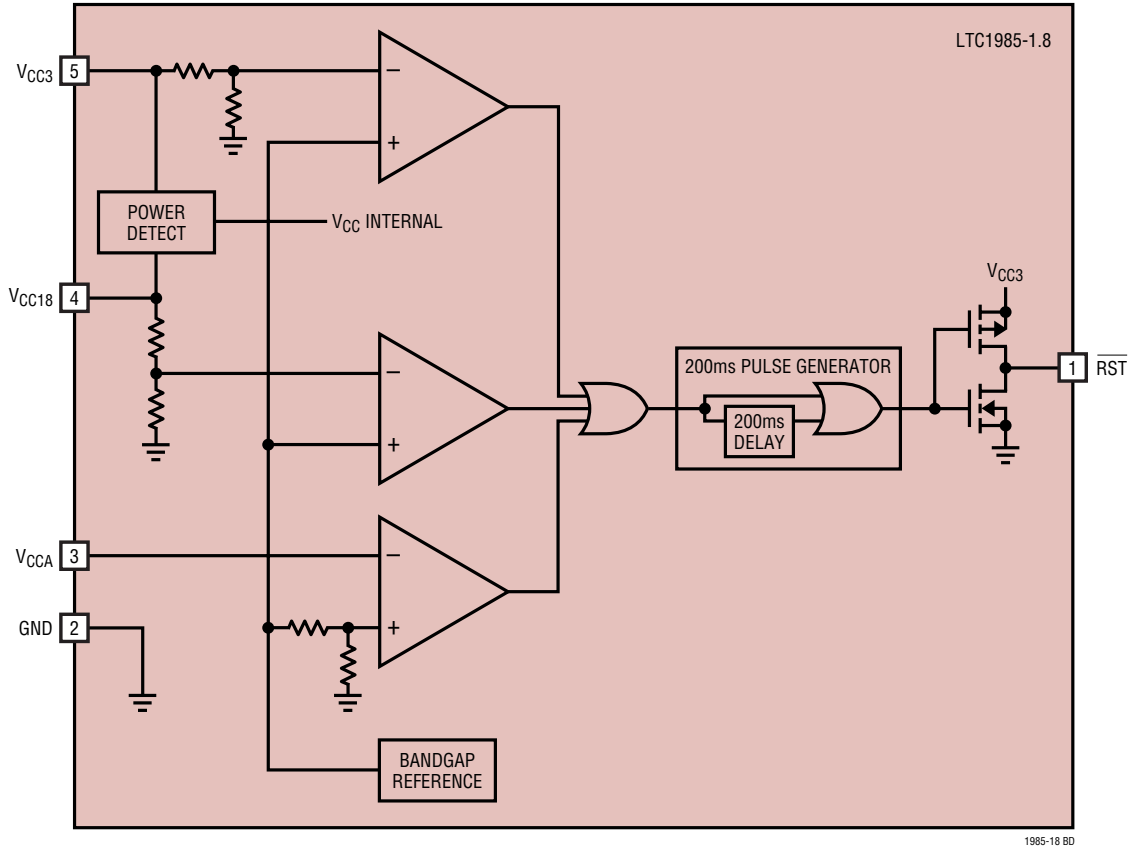 LTC1985-1.8
VCC3
5
−
+
POWER
DETECT
VCC INTERNAL
VCC18
4
−
+
VCC3
200ms PULSE GENERATOR
200ms
DELAY
1
RST
VCCA
3
−
GND
2
+
BANDGAP
REFERENCE
1985-18 BD